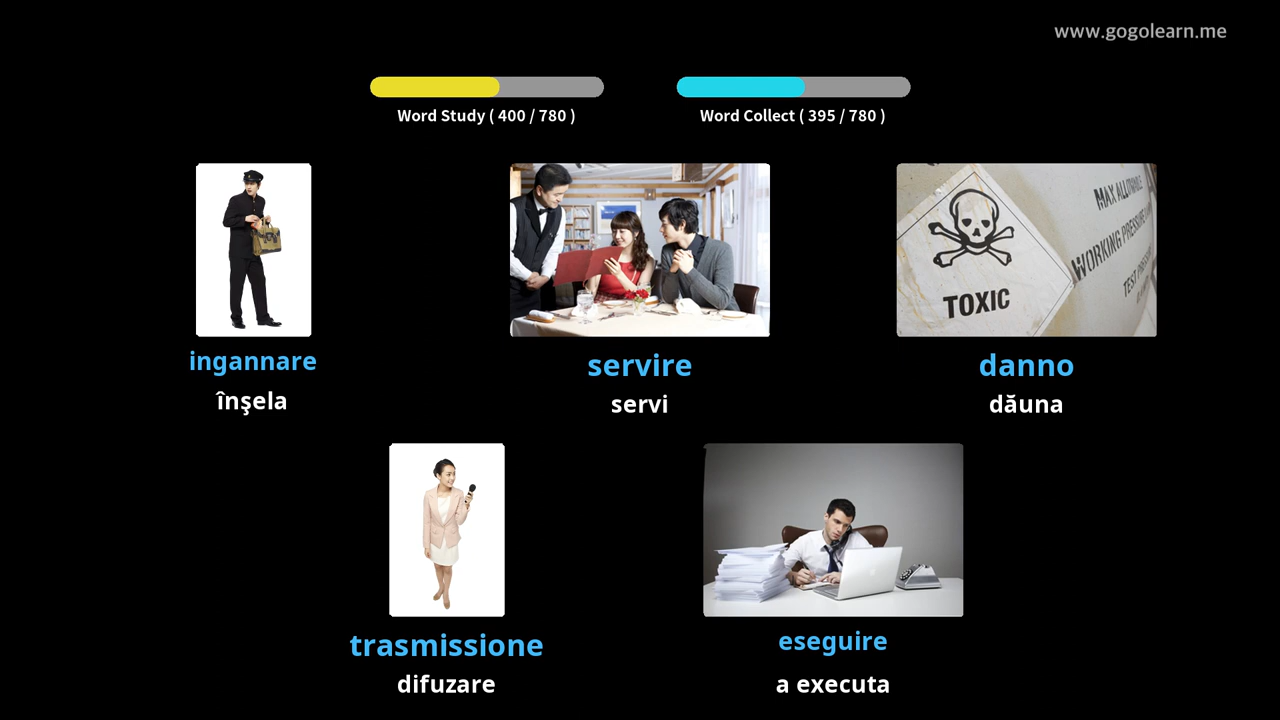 www.gogolearn.me
Word Study ( 400 / 780 )
Word Collect ( 395 / 780 )
MAX ALLOWABLE
WORKING PRESSURE
TEST
TOXIC
ingannare
servire
danno
înşela
servi
dăuna
trasmissione
eseguire
difuzare
a executa